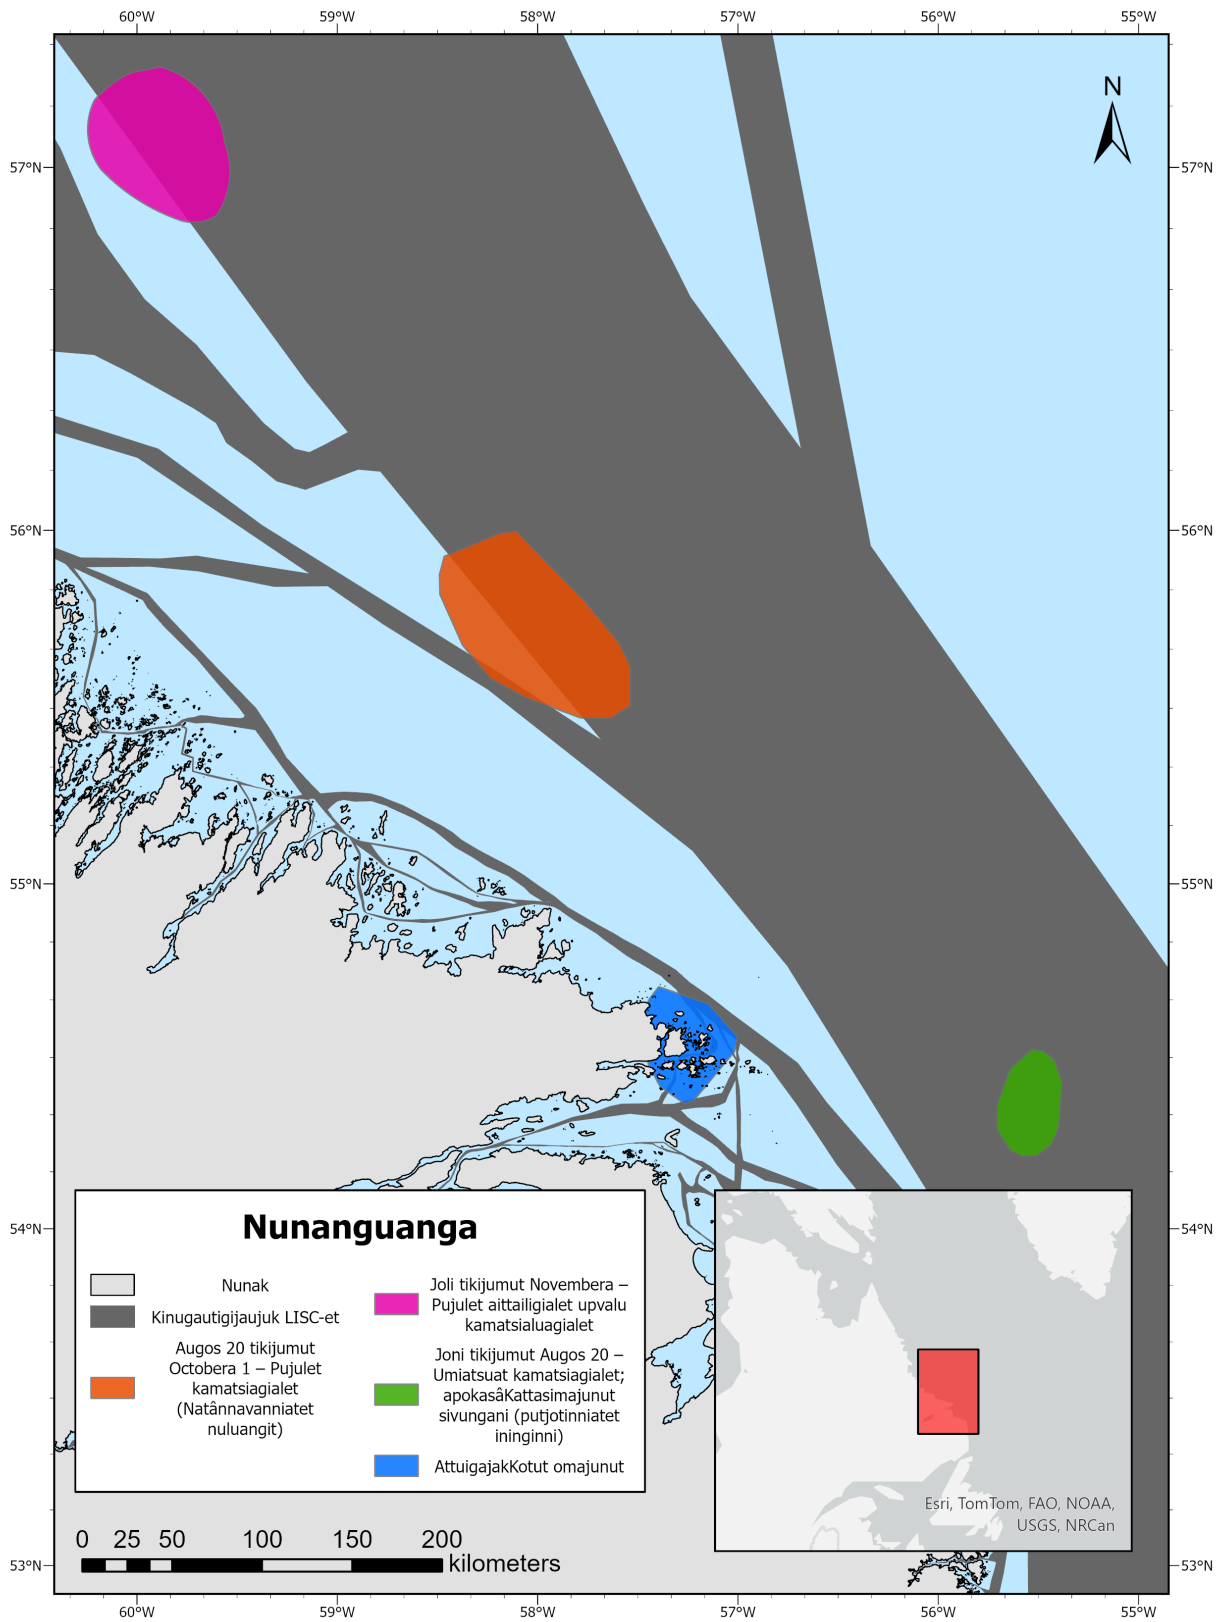 60°W 59°W 58°W 57°W 56°W 55°W
N
57°N 57°N
56°N 56°N
55°N 55°N
54°N 54°N
53°N 53°N
Nunanguanga
Nunak
Kinugautigijaujuk LISC-et
Augos 20 tikijumut
Octobera 1 – Pujulet
kamatsiagialet
(Natânnavanniatet
nuluangit)
Joli tikijumut Novembera –
Pujulet aittailigialet upvalu
kamatsialuagialet
Joni tikijumut Augos 20 –
Umiatsuat kamatsiagialet;
apokasâKattasimajunut
sivungani (putjotinniatet
ininginni)
AttuigajakKotut omajunut
0 25 50 100 150 200
kilometers
Esri, TomTom, FAO, NOAA,
USGS, NRCan
60°W 59°W 58°W 57°W 56°W 55°W